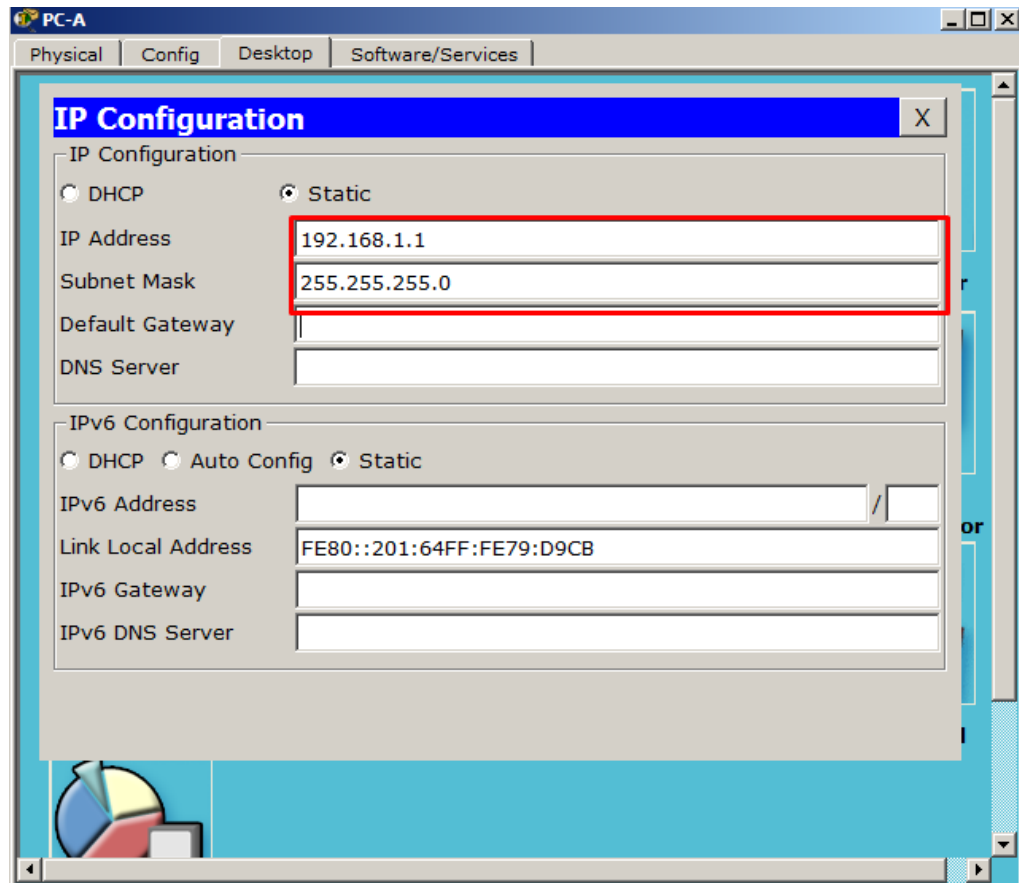 PC-A
Physical Config Desktop Software/Services
IP Configuration X
IP Configuration
DHCP Static
IP Address 192.168.1.1
Subnet Mask 255.255.255.0
r
Default Gateway
DNS Server
IPv6 Configuration
DHCP Auto Config Static
IPv6 Address /
or
Link Local Address FE80::201:64FF:FE79:D9CB
IPv6 Gateway
IPv6 DNS Server